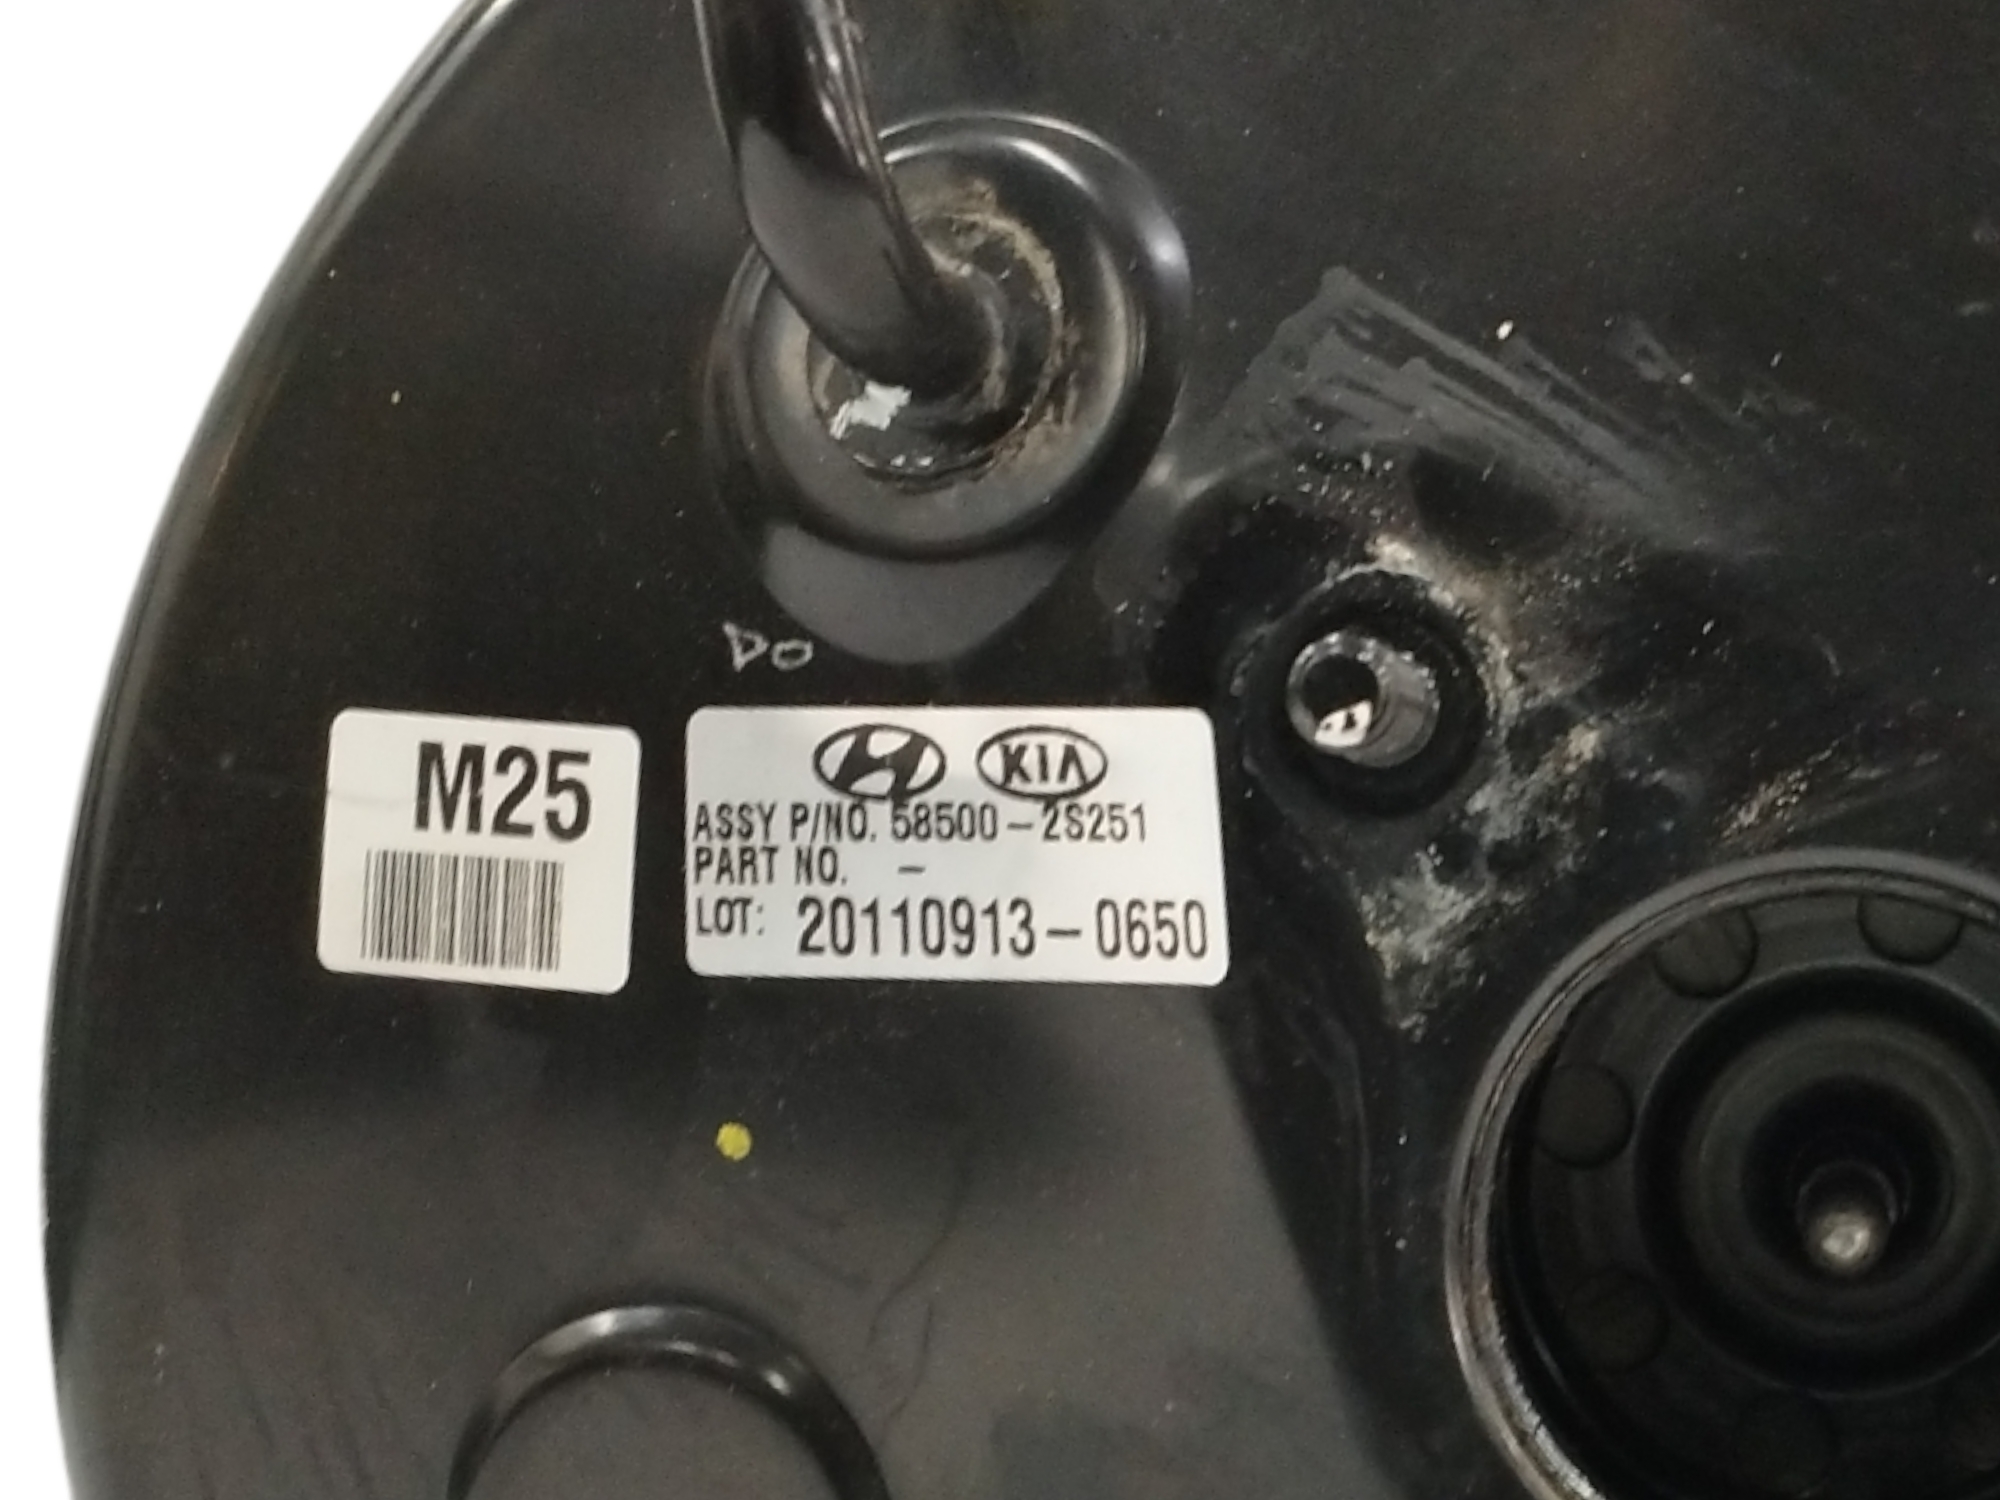 DO
M25
KIA
ASSY P/NO. 58500-2S251
PART NO. -
LOT: 20110913-0650